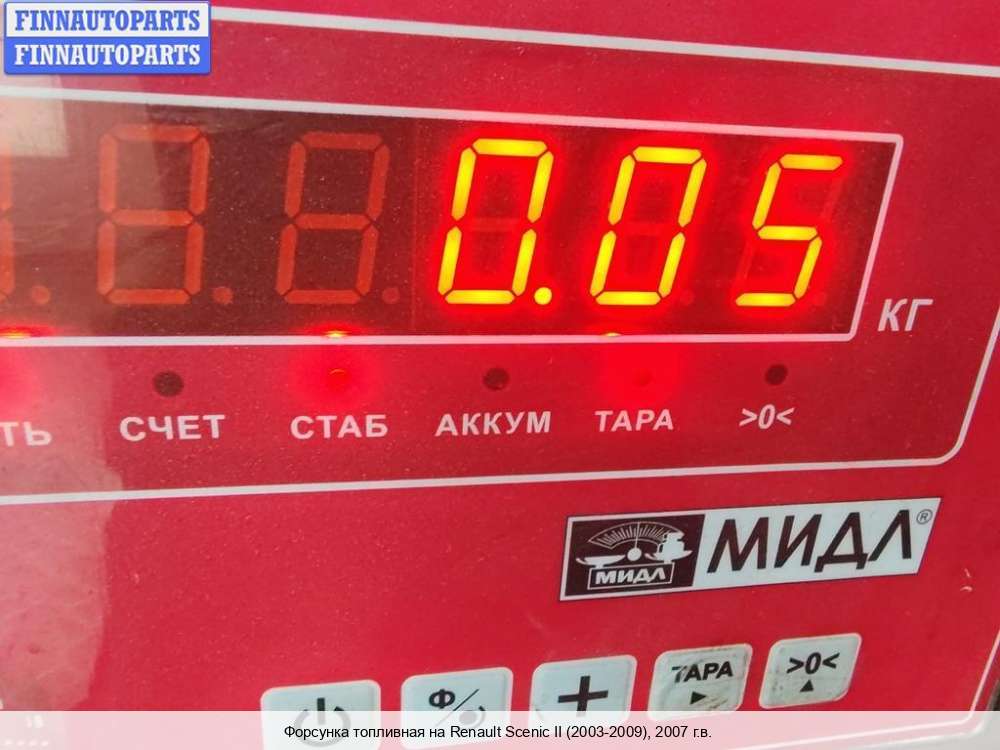 FINNAUTOPARTS
FINNAUTOPARTS
0.05
КГ
ТЬ
СЧЕТ
СТАБ
АККУМ
ТАРА
>0<
МИДЛ
МИДЛ®
Ф
+
ТАРА
>0<
Форсунка топливная на Renault Scenic II (2003-2009), 2007 г.в.